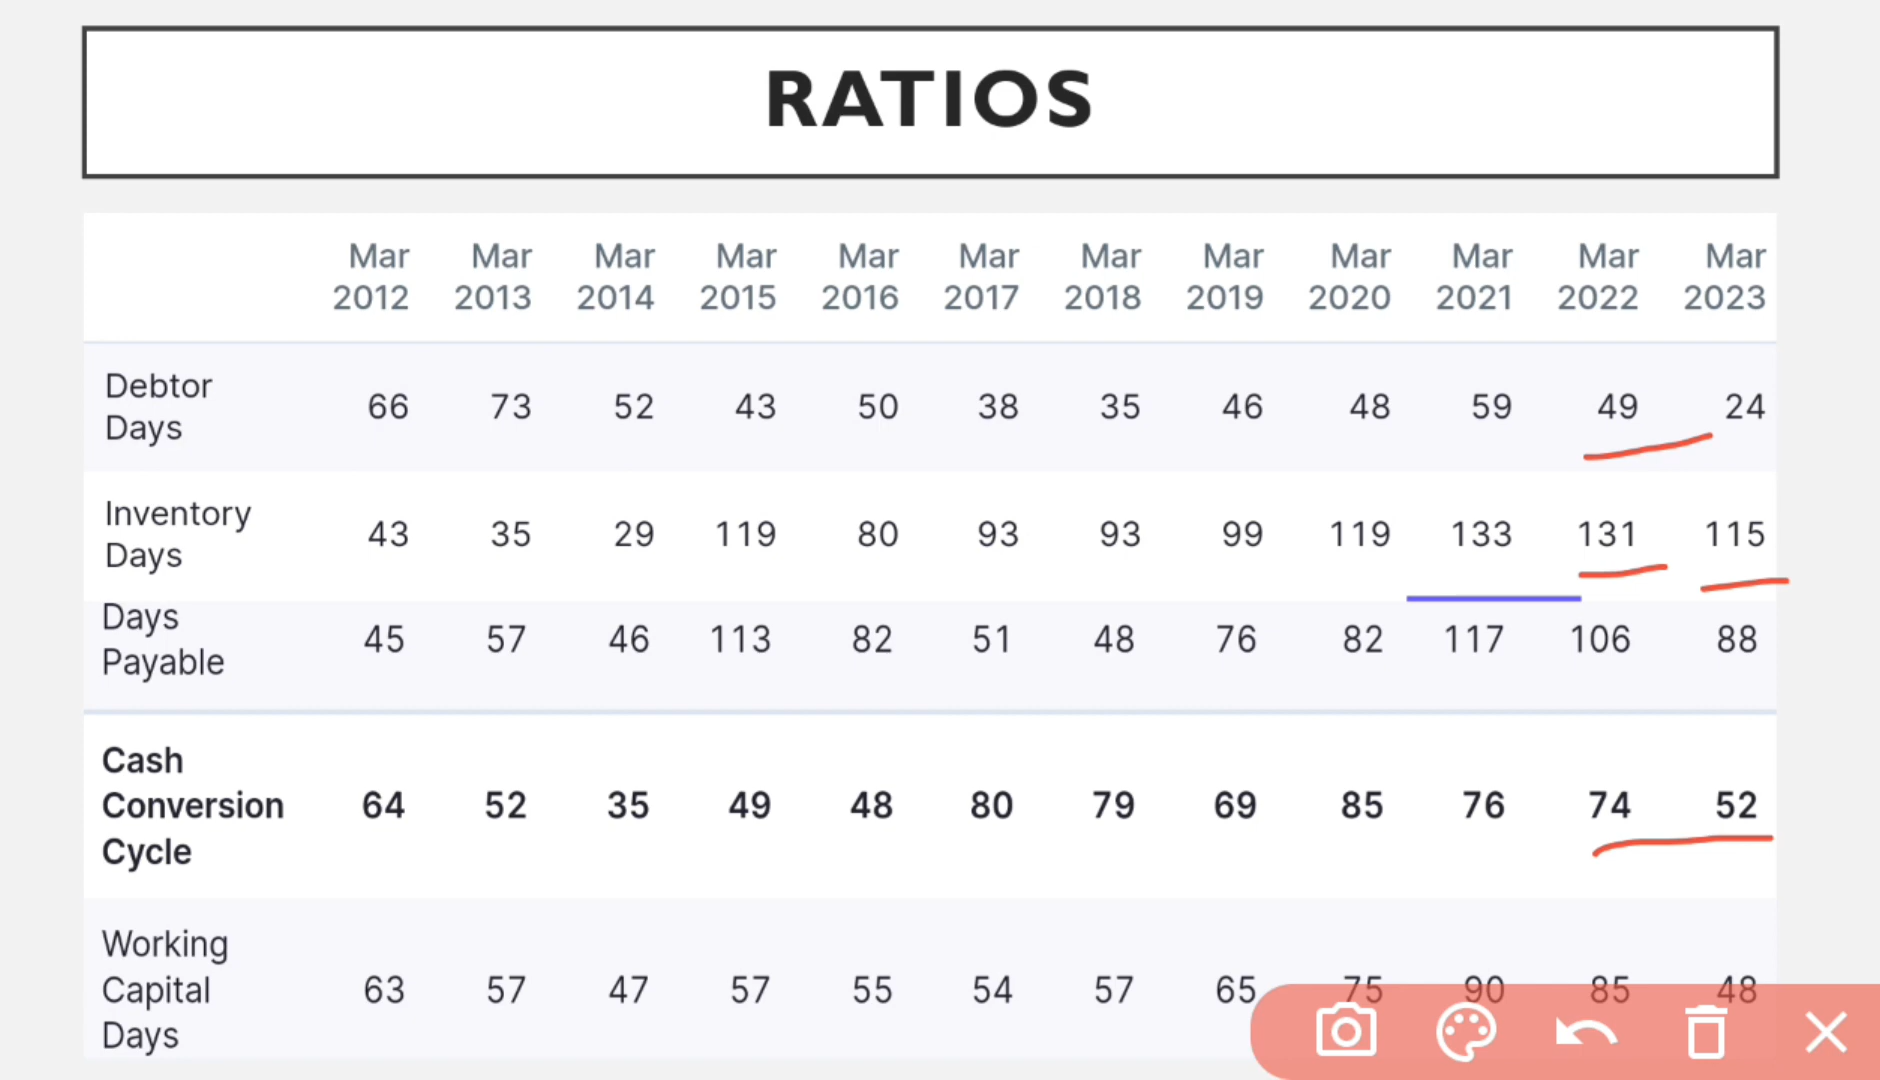 RATIOS
Mar Mar Mar Mar Mar Mar Mar Mar Mar Mar Mar Mar
2012 2013 2014 2015 2016 2017 2018 2019 2020 2021 2022 2023
Debtor
Days 66 73 52 43 50 38 35 46 48 59 49 24
Inventory
Days 43 35 29 119 80 93 93 99 119 133 131 115
Days
Payable 45 57 46 113 82 51 48 76 82 117 106 88
Cash
Conversion 64 52 35 49 48 80 79 69 85 76 74 52
Cycle
Working
Capital 63 57 47 57 55 54 57 65 75 90 85 48
Days